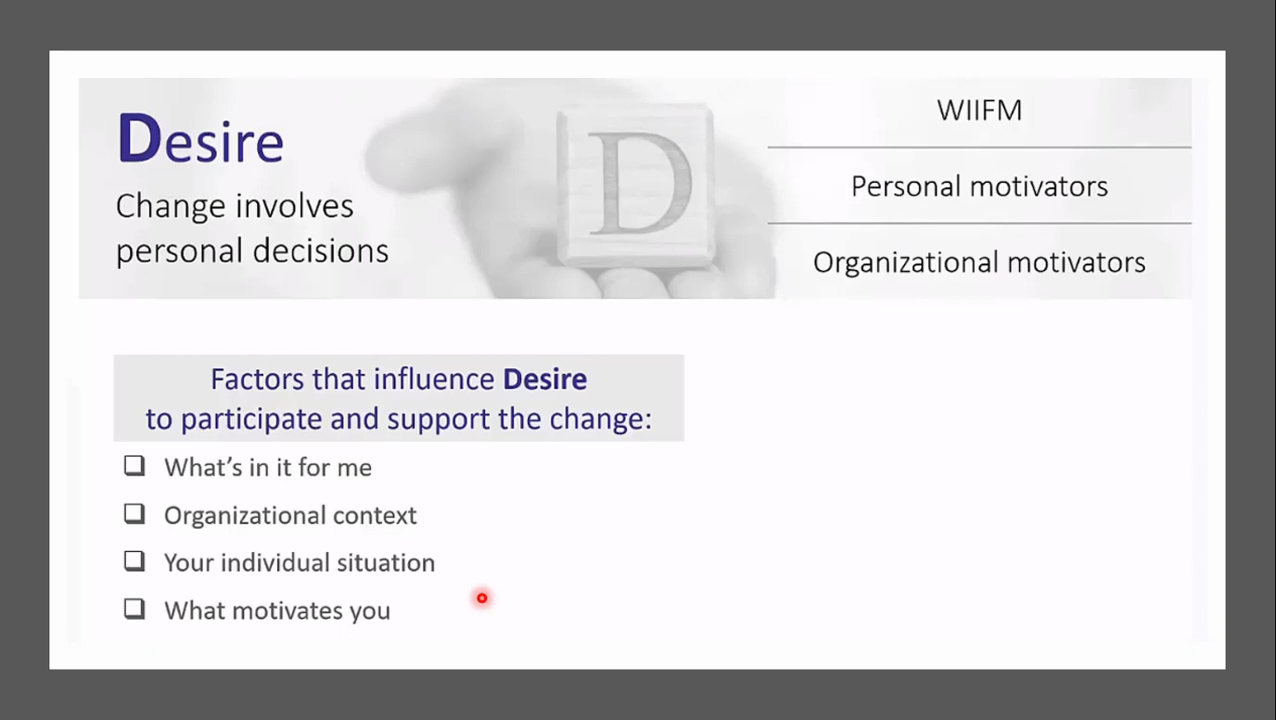 Desire
Change involves
personal decisions
D
WIIFM
Personal motivators
Organizational motivators
Factors that influence Desire
to participate and support the change:
What's in it for me
Organizational context
Your individual situation
What motivates you